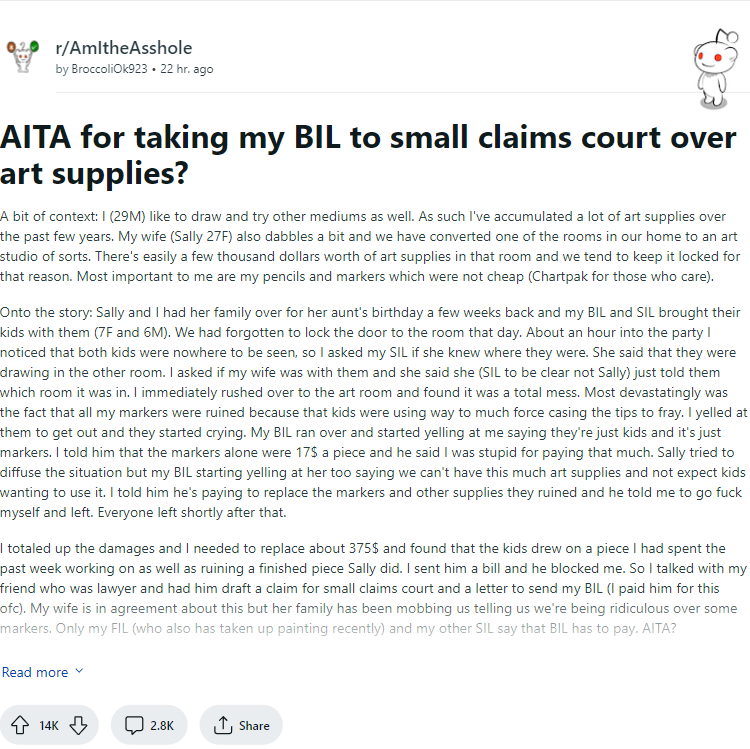 r/AmItheAsshole
by BroccoliOk923 • 22 hr. ago
AITA for taking my BIL to small claims court over
art supplies?
A bit of context: I (29M) like to draw and try other mediums as well. As such I've accumulated a lot of art supplies over
the past few years. My wife (Sally 27F) also dabbles a bit and we have converted one of the rooms in our home to an art
studio of sorts. There's easily a few thousand dollars worth of art supplies in that room and we tend to keep it locked for
that reason. Most important to me are my pencils and markers which were not cheap (Chartpak for those who care).
Onto the story: Sally and I had her family over for her aunt's birthday a few weeks back and my BIL and SIL brought their
kids with them (7F and 6M). We had forgotten to lock the door to the room that day. About an hour into the party I
noticed that both kids were nowhere to be seen, so I asked my SIL if she knew where they were. She said that they were
drawing in the other room. I asked if my wife was with them and she said she (SIL to be clear not Sally) just told them
which room it was in. I immediately rushed over to the art room and found it was a total mess. Most devastatingly was
the fact that all my markers were ruined because that kids were using way to much force casing the tips to fray. I yelled at
them to get out and they started crying. My BIL ran over and started yelling at me saying they're just kids and it's just
markers. I told him that the markers alone were 17$ a piece and he said I was stupid for paying that much. Sally tried to
diffuse the situation but my BIL starting yelling at her too saying we can't have this much art supplies and not expect kids
wanting to use it. I told him he's paying to replace the markers and other supplies they ruined and he told me to go fuck
myself and left. Everyone left shortly after that.
I totaled up the damages and I needed to replace about 375$ and found that the kids drew on a piece I had spent the
past week working on as well as ruining a finished piece Sally did. I sent him a bill and he blocked me. So I talked with my
friend who was lawyer and had him draft a claim for small claims court and a letter to send my BIL (I paid him for this
ofc). My wife is in agreement about this but her family has been mobbing us telling us we're being ridiculous over some
markers. Only my FIL (who also has taken up painting recently) and my other SIL say that BIL has to pay. AITA?
Read more
14K
2.8K
Share